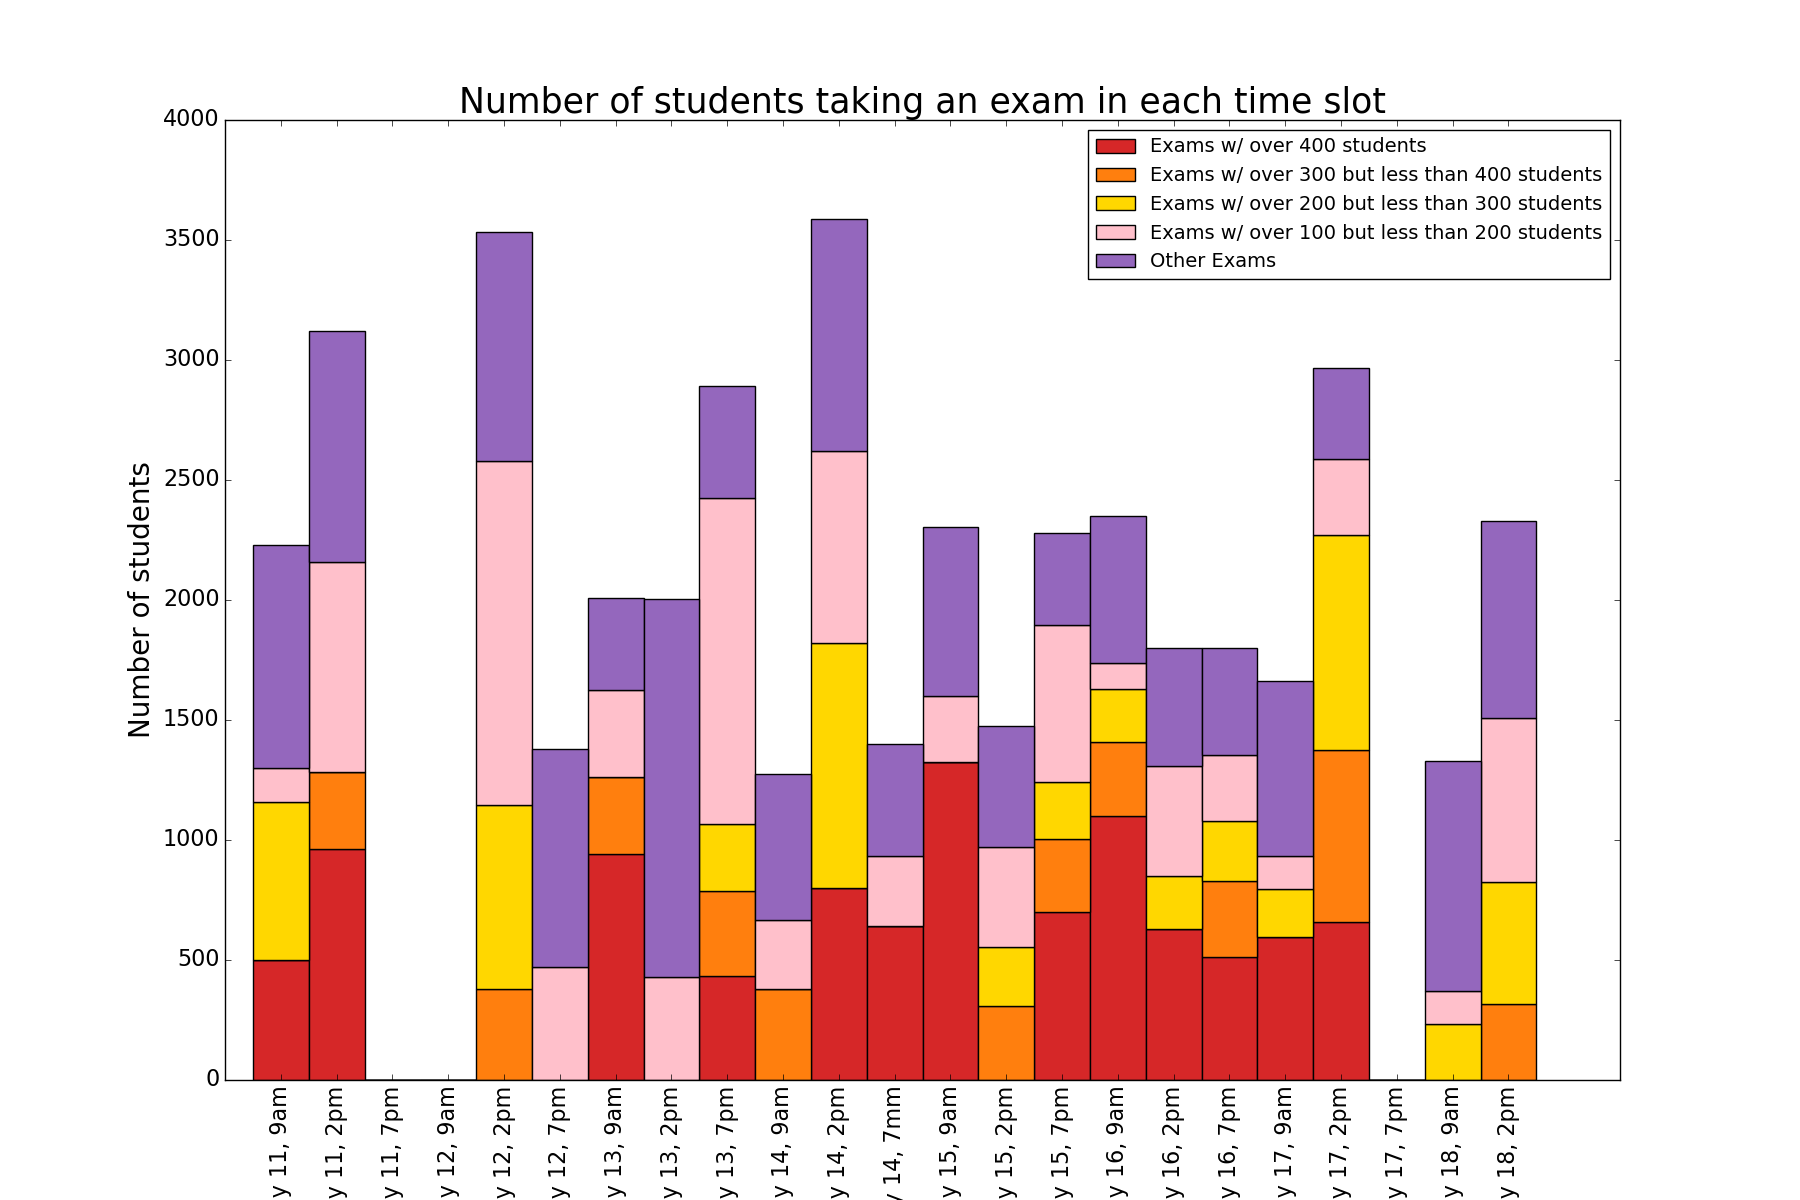 Number of students taking an exam in each time slot
Number of students
4000
3500
3000
2500
2000
1500
1000
500
0
Exams w/ over 400 students
Exams w/ over 300 but less than 400 students
Exams w/ over 200 but less than 300 students
Exams w/ over 100 but less than 200 students
Other Exams
y 11, 9am
y 11, 2pm
y 11, 7pm
y 12, 9am
y 12, 2pm
y 12, 7pm
y 13, 9am
y 13, 2pm
y 13, 7pm
y 14, 9am
y 14, 2pm
y 14, 7mm
y 15, 9am
y 15, 2pm
y 15, 7pm
y 16, 9am
y 16, 2pm
y 16, 7pm
y 17, 9am
y 17, 2pm
y 17, 7pm
y 18, 9am
y 18, 2pm